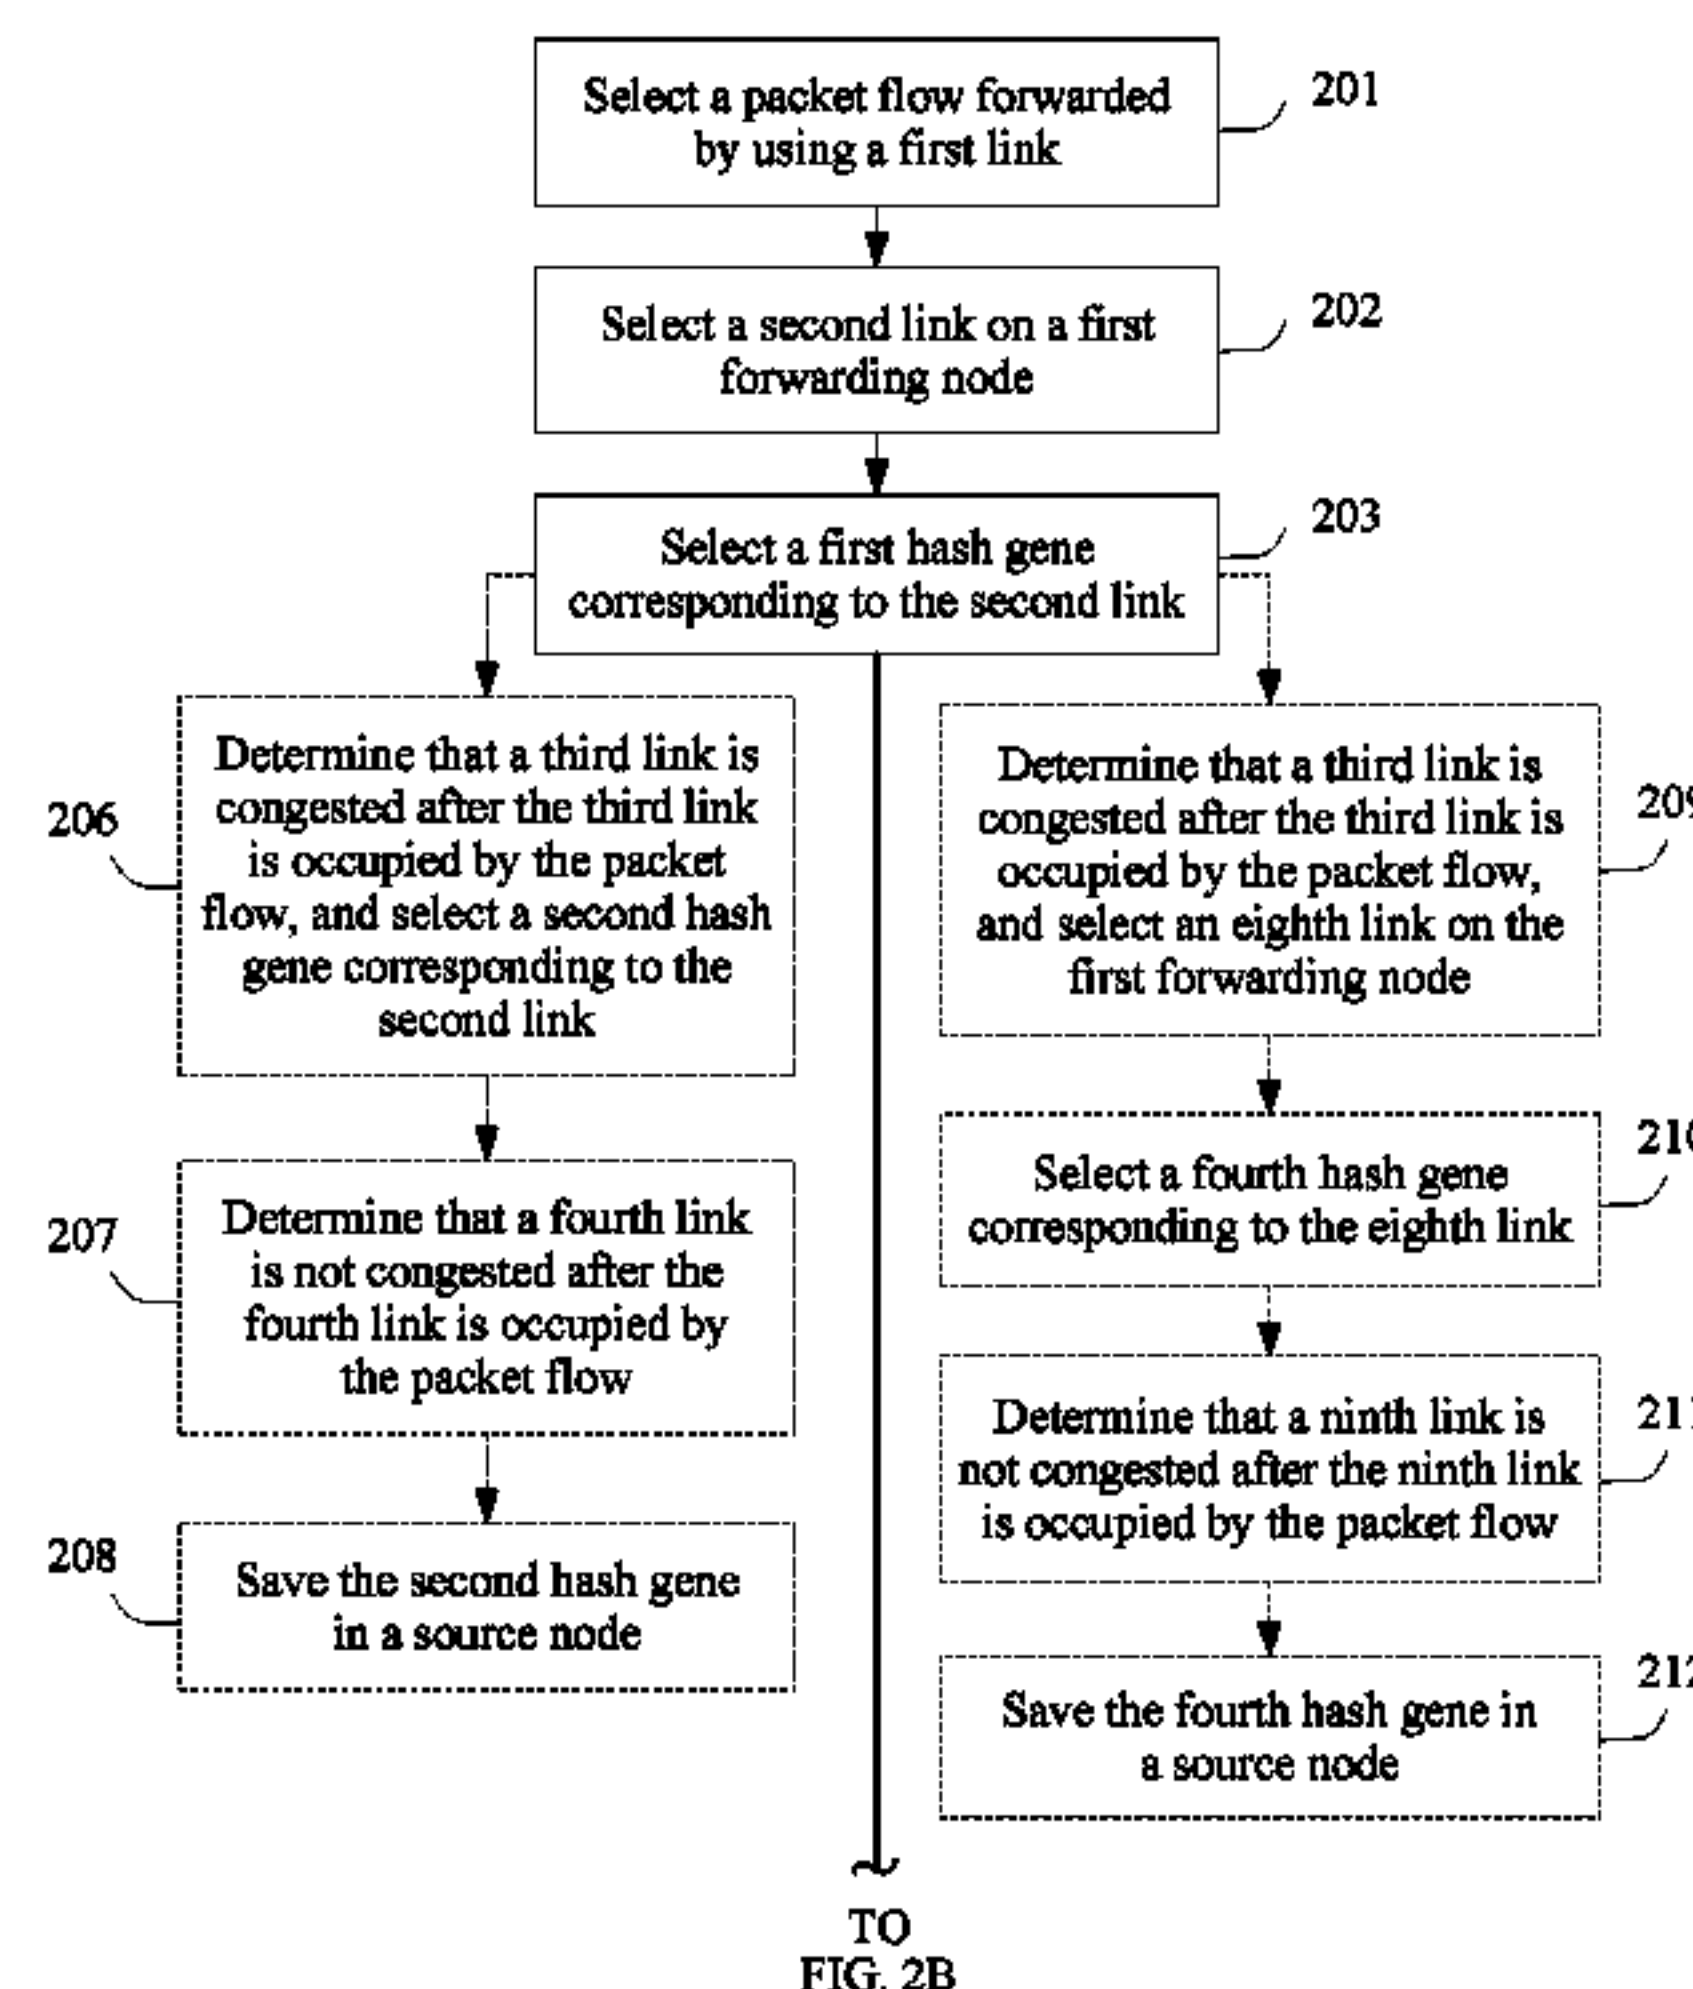 Select a packet flow forwarded
by using a first link
201
Select a second link on a first
forwarding node
202
Select a first hash gene
corresponding to the second link
203
206
Determine that a third link is
congested after the third link
is occupied by the packet
flow, and select a second hash
gene corresponding to the
second link
207
Determine that a fourth link
is not congested after the
fourth link is occupied by
the packet flow
208
Save the second hash gene
in a source node
Determine that a third link is
congested after the third link is
occupied by the packet flow,
and select an eighth link on the
first forwarding node
209
Select a fourth hash gene
corresponding to the eighth link
210
Determine that a ninth link is
not congested after the ninth link
is occupied by the packet flow
211
Save the fourth hash gene in
a source node
212
TO
FIG. 2B